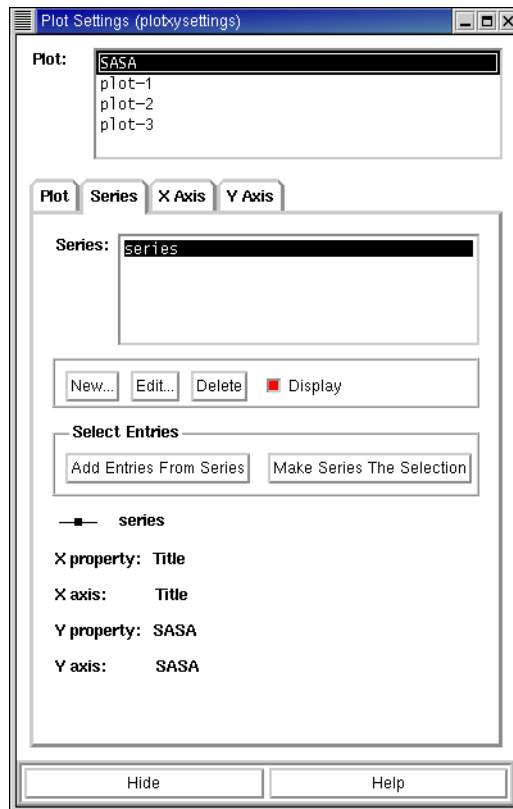 Plot Settings (plotxysettings)
Plot: SASA
plot-1
plot-2
plot-3
Plot Series X Axis Y Axis
Series: series
New... Edit... Delete Display
Select Entries
Add Entries From Series Make Series The Selection
series
X property: Title
X axis: Title
Y property: SASA
Y axis: SASA
Hide Help